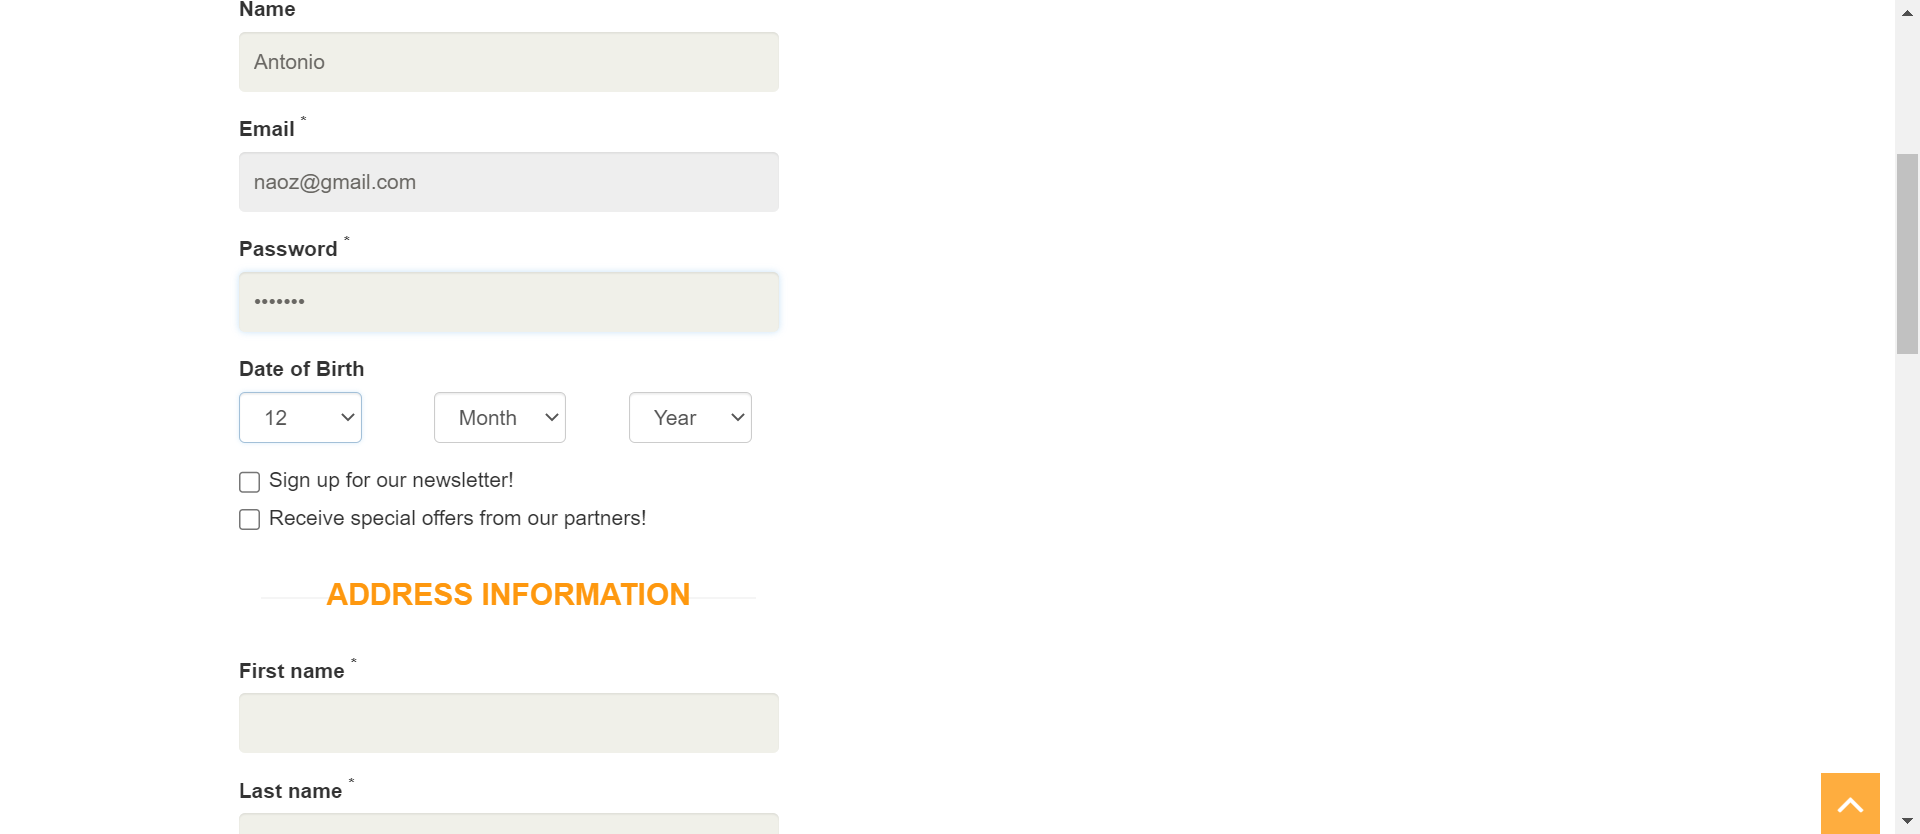 Name
Antonio
Email *
naoz@gmail.com
Password *
•••••••
Date of Birth
12 Month Year
Sign up for our newsletter!
Receive special offers from our partners!
ADDRESS INFORMATION
First name *
Last name *